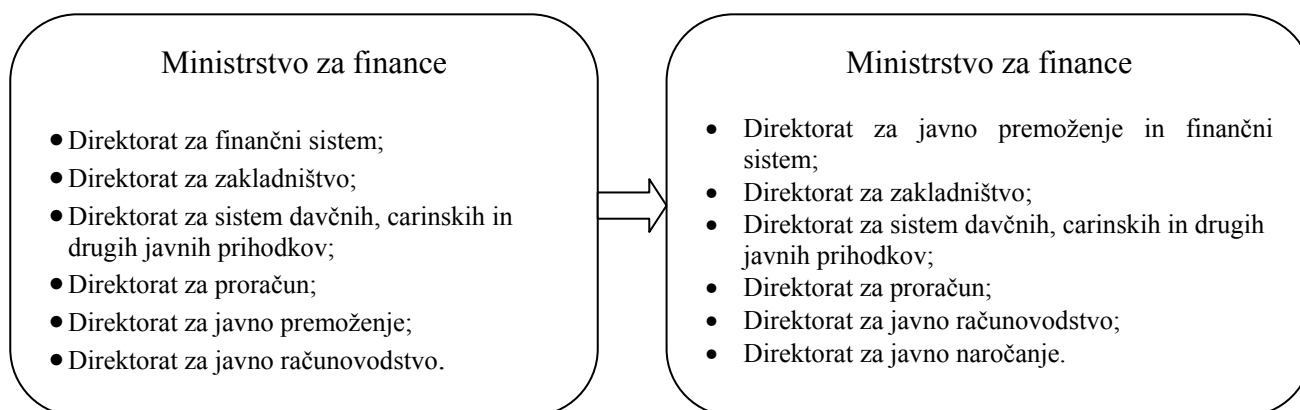 Ministrstvo za finance
• Direktorat za finančni sistem;
• Direktorat za zakladništvo;
• Direktorat za sistem davčnih, carinskih in
drugih javnih prihodkov;
• Direktorat za proračun;
• Direktorat za javno premoženje;
• Direktorat za javno računovodstvo.
Ministrstvo za finance
• Direktorat za javno premoženje in finančni
sistem;
• Direktorat za zakladništvo;
• Direktorat za sistem davčnih, carinskih in drugih
javnih prihodkov;
• Direktorat za proračun;
• Direktorat za javno računovodstvo;
• Direktorat za javno naročanje.